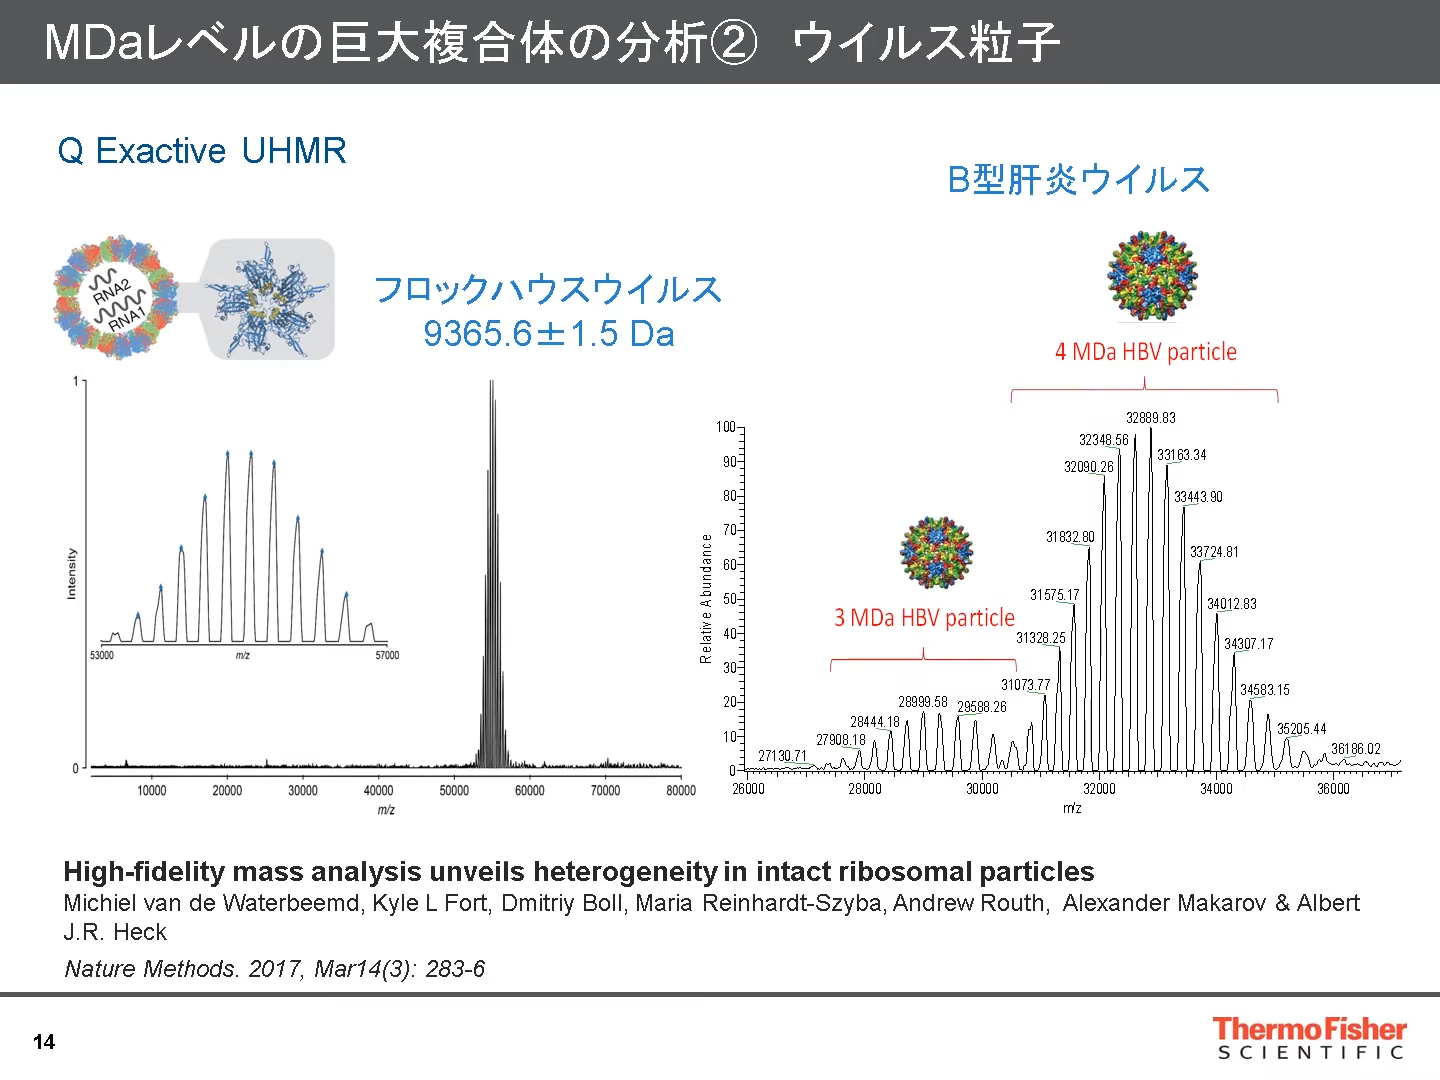 MDaレベルの巨大複合体の分析②　ウイルス粒子
Q Exactive UHMR
B型肝炎ウイルス
RNA2
RNA1
フロックハウスウイルス
9365.6±1.5 Da
4 MDa HBV particle
3 MDa HBV particle
1
Intensity
0
53000
m/z
57000
10000
20000
30000
40000
50000
60000
70000
80000
m/z
Relative Abundance
100
90
80
70
60
50
40
30
20
10
0
27130.71
27908.18
28444.18
28999.58
29588.26
31073.77
31328.25
31575.17
31832.80
32090.26
32348.56
32889.83
33163.34
33443.90
33724.81
34012.83
34307.17
34583.15
35205.44
36186.02
26000
28000
30000
32000
34000
36000
m/z
High-fidelity mass analysis unveils heterogeneity in intact ribosomal particles
Michiel van de Waterbeemd, Kyle L Fort, Dmitriy Boll, Maria Reinhardt-Szyba, Andrew Routh, Alexander Makarov & Albert
J.R. Heck
Nature Methods. 2017, Mar14(3): 283-6
14
ThermoFisher
SCIENTIFIC